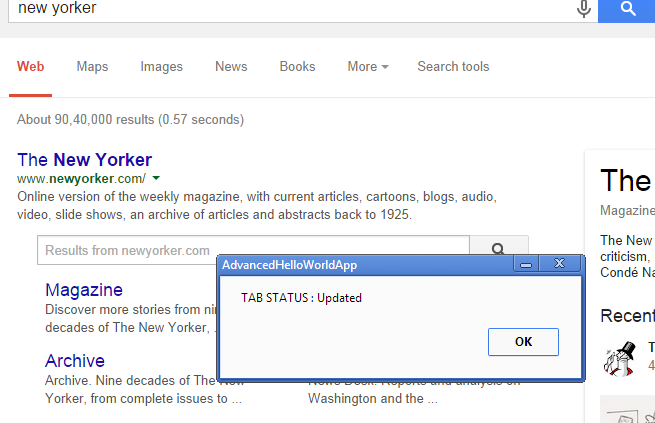 new yorker
Web Maps Images News Books More Search tools
About 90,40,000 results (0.57 seconds)
The New Yorker
www.newyorker.com/
Online version of the weekly magazine, with current articles, cartoons, blogs, audio,
video, slide shows, an archive of articles and abstracts back to 1925.
Results from newyorker.com
Magazine
Discover more stories from nin
decades of The New Yorker, .
Archive
Archive. Nine decades of The New
Yorker, from complete issues to ...
News Desk. Reports and analysis on
Washington and the ...
AdvancedHelloWorldApp
TAB STATUS : Updated
OK
The
Magazine
The New
criticism,
Condé Na
Recent
T
4